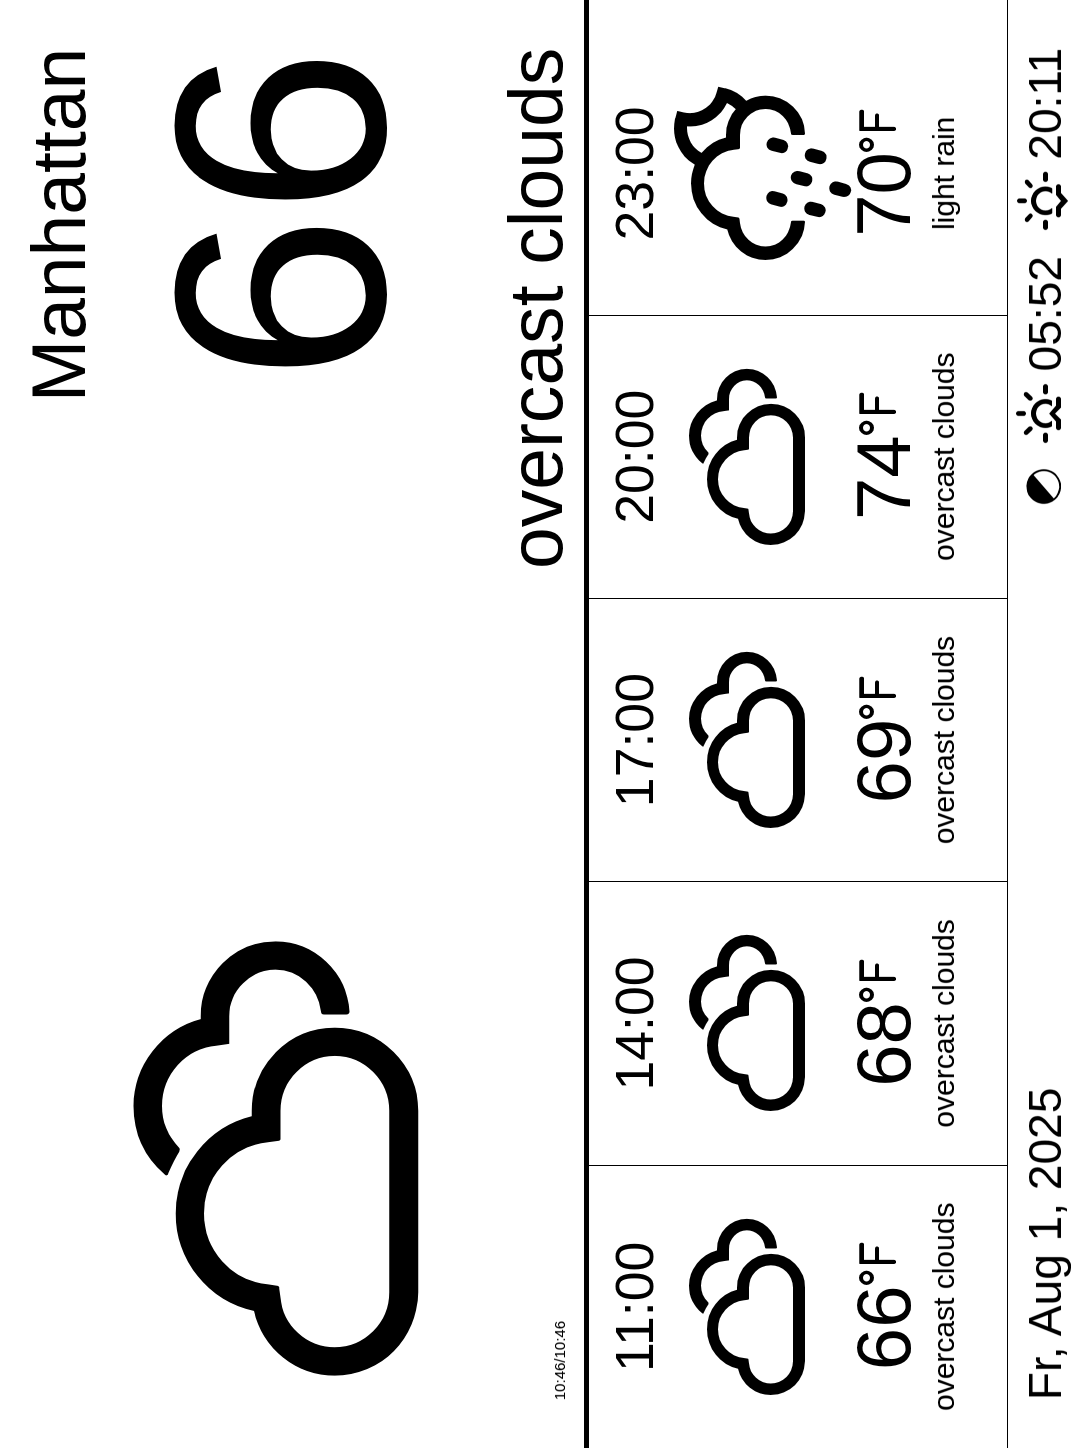 Manhattan
66
overcast clouds
10:46/10:46
11:00
14:00
17:00
20:00
23:00
66°F
68°F
69°F
74°F
70°F
overcast clouds
overcast clouds
overcast clouds
overcast clouds
light rain
Fr, Aug 1, 2025
05:52
20:11